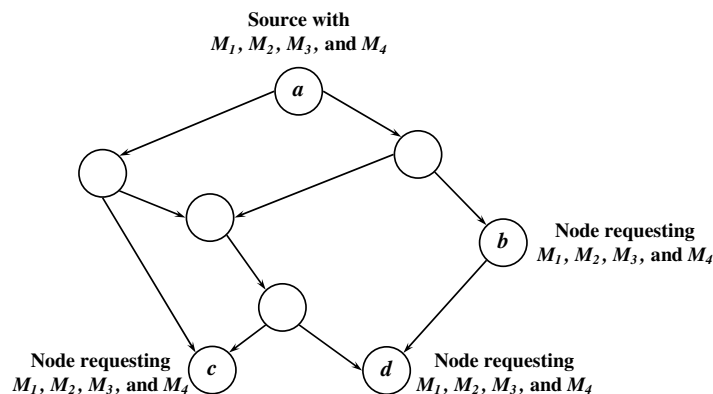 Source with
M1, M2, M3, and M4
a
b
Node requesting
M1, M2, M3, and M4
Node requesting
M1, M2, M3, and M4
c
d
Node requesting
M1, M2, M3, and M4